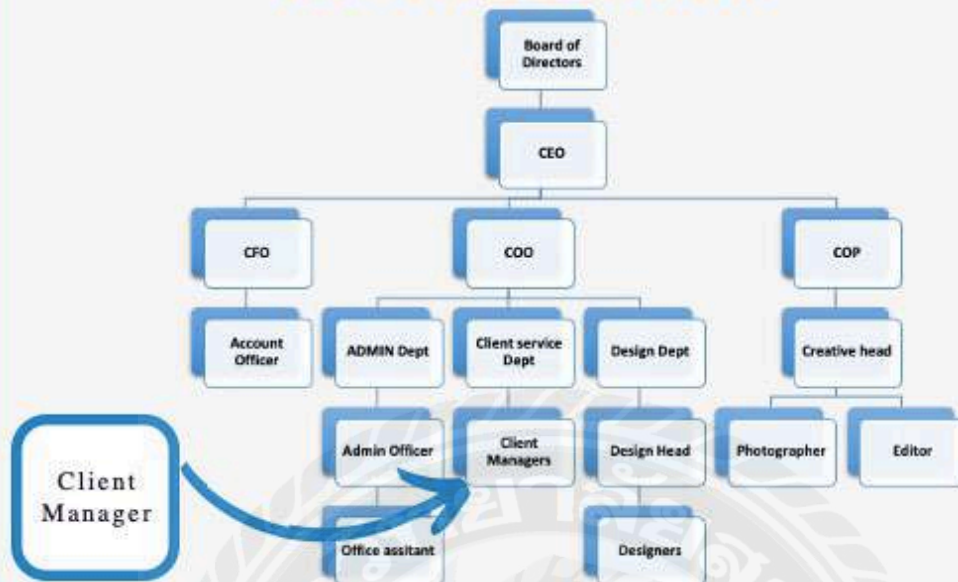 Board of
Directors
CEO
CFO
COO
COP
Account
Officer
ADMIN Dept
Client service
Dept
Design Dept
Creative head
Admin Officer
Client
Managers
Design Head
Photographer
Editor
Client
Manager
Office assitant
Designers